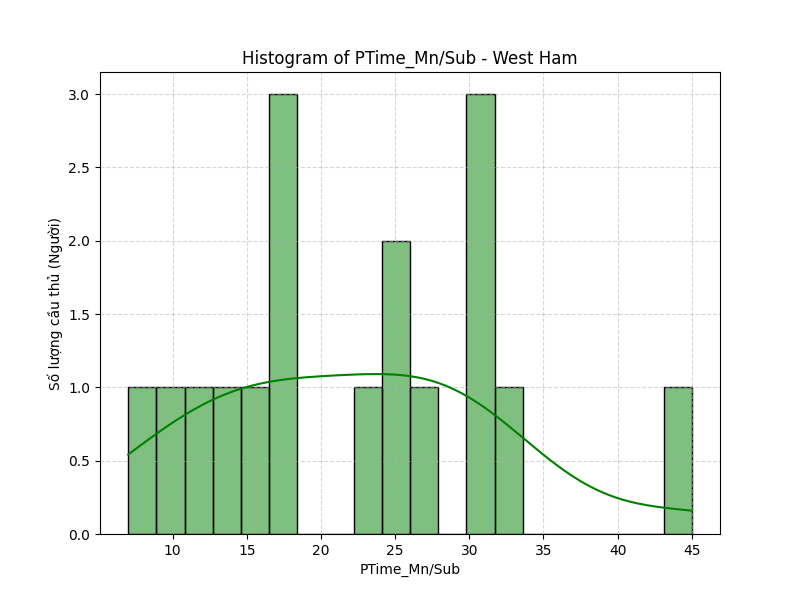 Histogram of PTime_Mn/Sub - West Ham
Số lượng cầu thủ (Người)
3.0
2.5
2.0
1.5
1.0
0.5
0.0
10 15 20 25 30 35 40 45
PTime_Mn/Sub